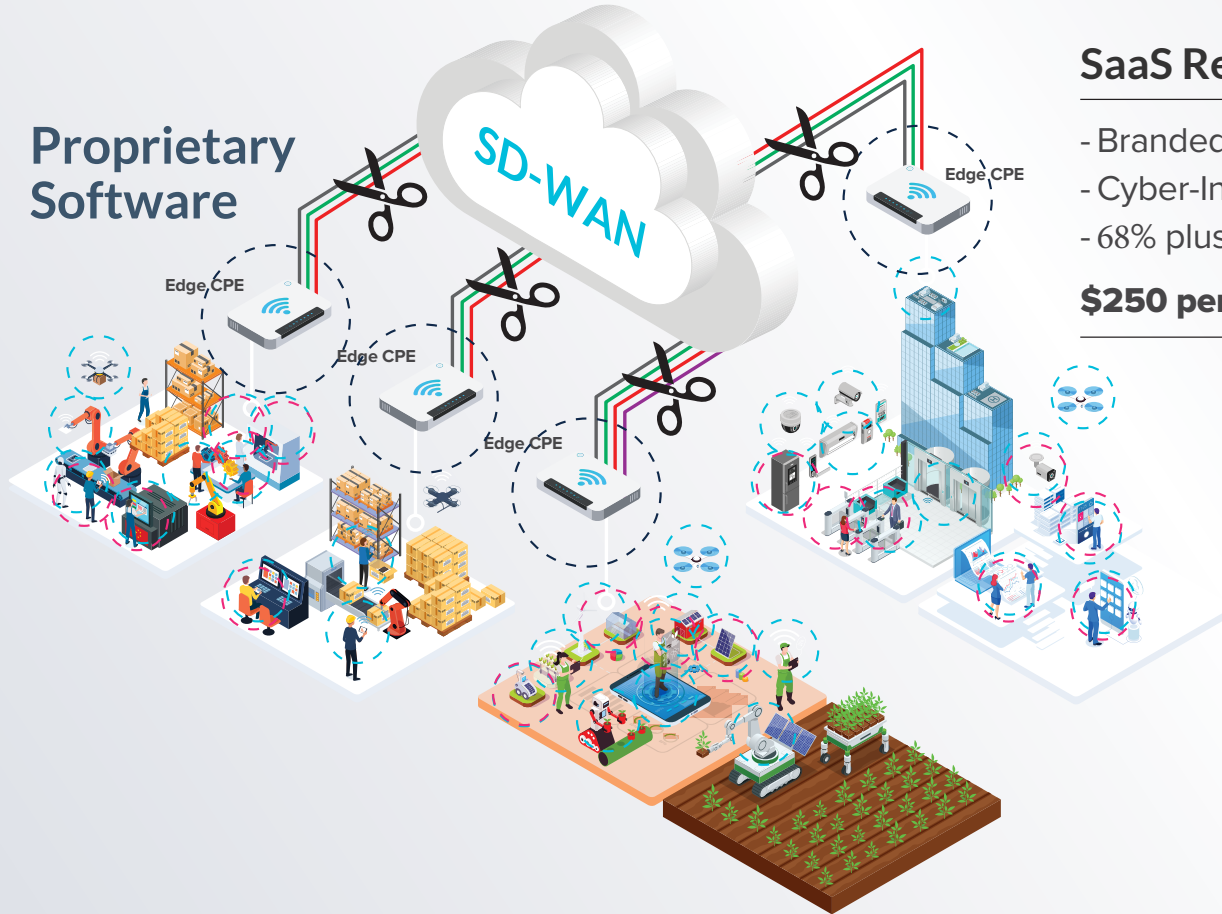 Proprietary
Software
SD-WAN
Edge CPE
Edge CPE
Edge CPE
Edge CPE
SaaS Re
- Branded
- Cyber-In
- 68% plus
$250 per